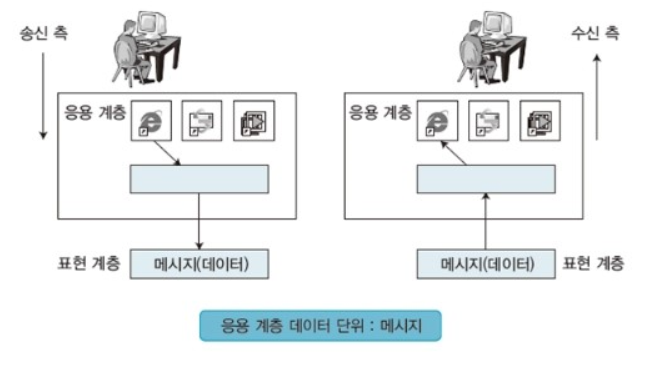 송신 측
수신 측
응용 계층
응용 계층
표현 계층
메시지(데이터)
메시지(데이터)
표현 계층
응용 계층 데이터 단위 : 메시지